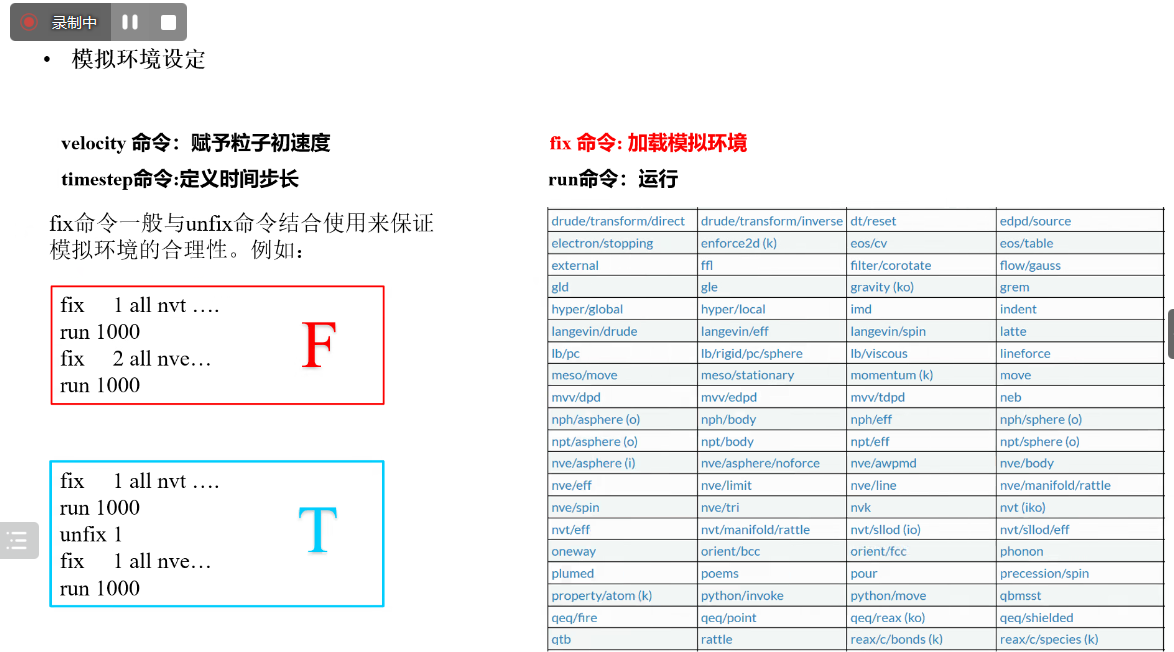 录制中
• 模拟环境设定
velocity 命令：赋予粒子初速度
timestep命令:定义时间步长
fix命令一般与unfix命令结合使用来保证
模拟环境的合理性。例如：
fix 1 all nvt ….
run 1000
fix 2 all nve…
run 1000
F
fix 1 all nvt ….
run 1000
unfix 1
fix 1 all nve…
run 1000
T
fix 命令: 加载模拟环境
run命令：运行
drude/transform/direct drude/transform/inverse dt/reset edpd/source
electron/stopping enforce2d (k) eos/cv eos/table
external ffl filter/corotate flow/gauss
gld gle gravity (ko) grem
hyper/global hyper/local imd indent
langevin/drude langevin/eff langevin/spin latte
lb/pc lb/rigid/pc/sphere lb/viscous lineforce
meso/move meso/stationary momentum (k) move
mvv/dpd mvv/edpd mvv/tdpd neb
nph/asphere (o) nph/body nph/eff nph/sphere (o)
npt/asphere (o) npt/body npt/eff npt/sphere (o)
nve/asphere (i) nve/asphere/noforce nve/awpmd nve/body
nve/eff nve/limit nve/line nve/manifold/rattle
nve/spin nve/tri nvk nvt (iko)
nvt/eff nvt/manifold/rattle nvt/sllod (io) nvt/sllod/eff
oneway orient/bcc orient/fcc phonon
plumed poems pour precession/spin
property/atom (k) python/invoke python/move qbmsst
qeq/fire qeq/point qeq/reax (ko) qeq/shielded
qtb rattle reax/c/bonds (k) reax/c/species (k)